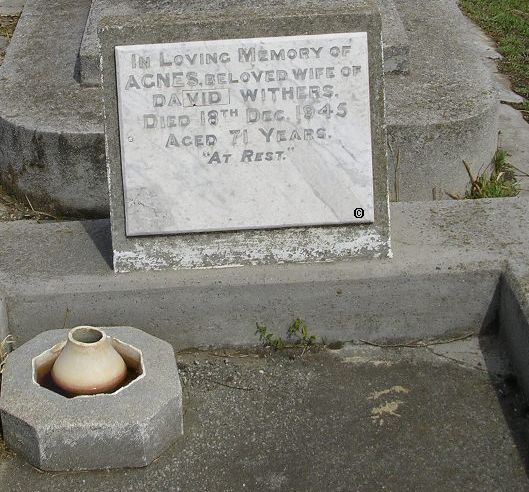 IN LOVING MEMORY OF
AGNES, BELOVED WIFE OF
DAVID WITHERS.
DIED 18TH DEC. 1945
AGED 71 YEARS.
"AT REST."
©